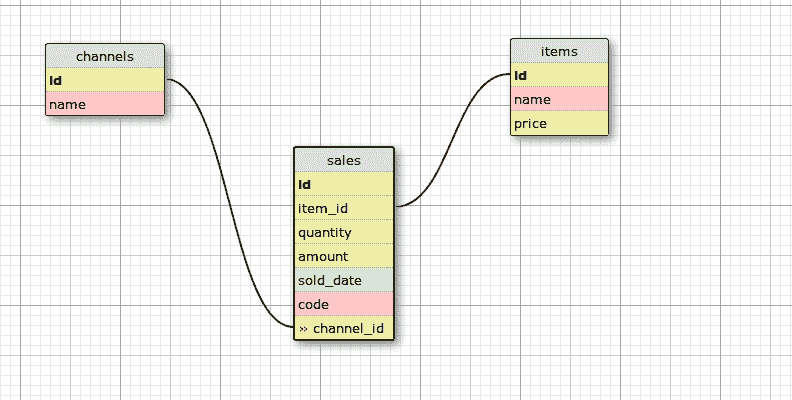 channels
id
name
items
id
name
price
sales
id
item_id
quantity
amount
sold_date
code
» channel_id